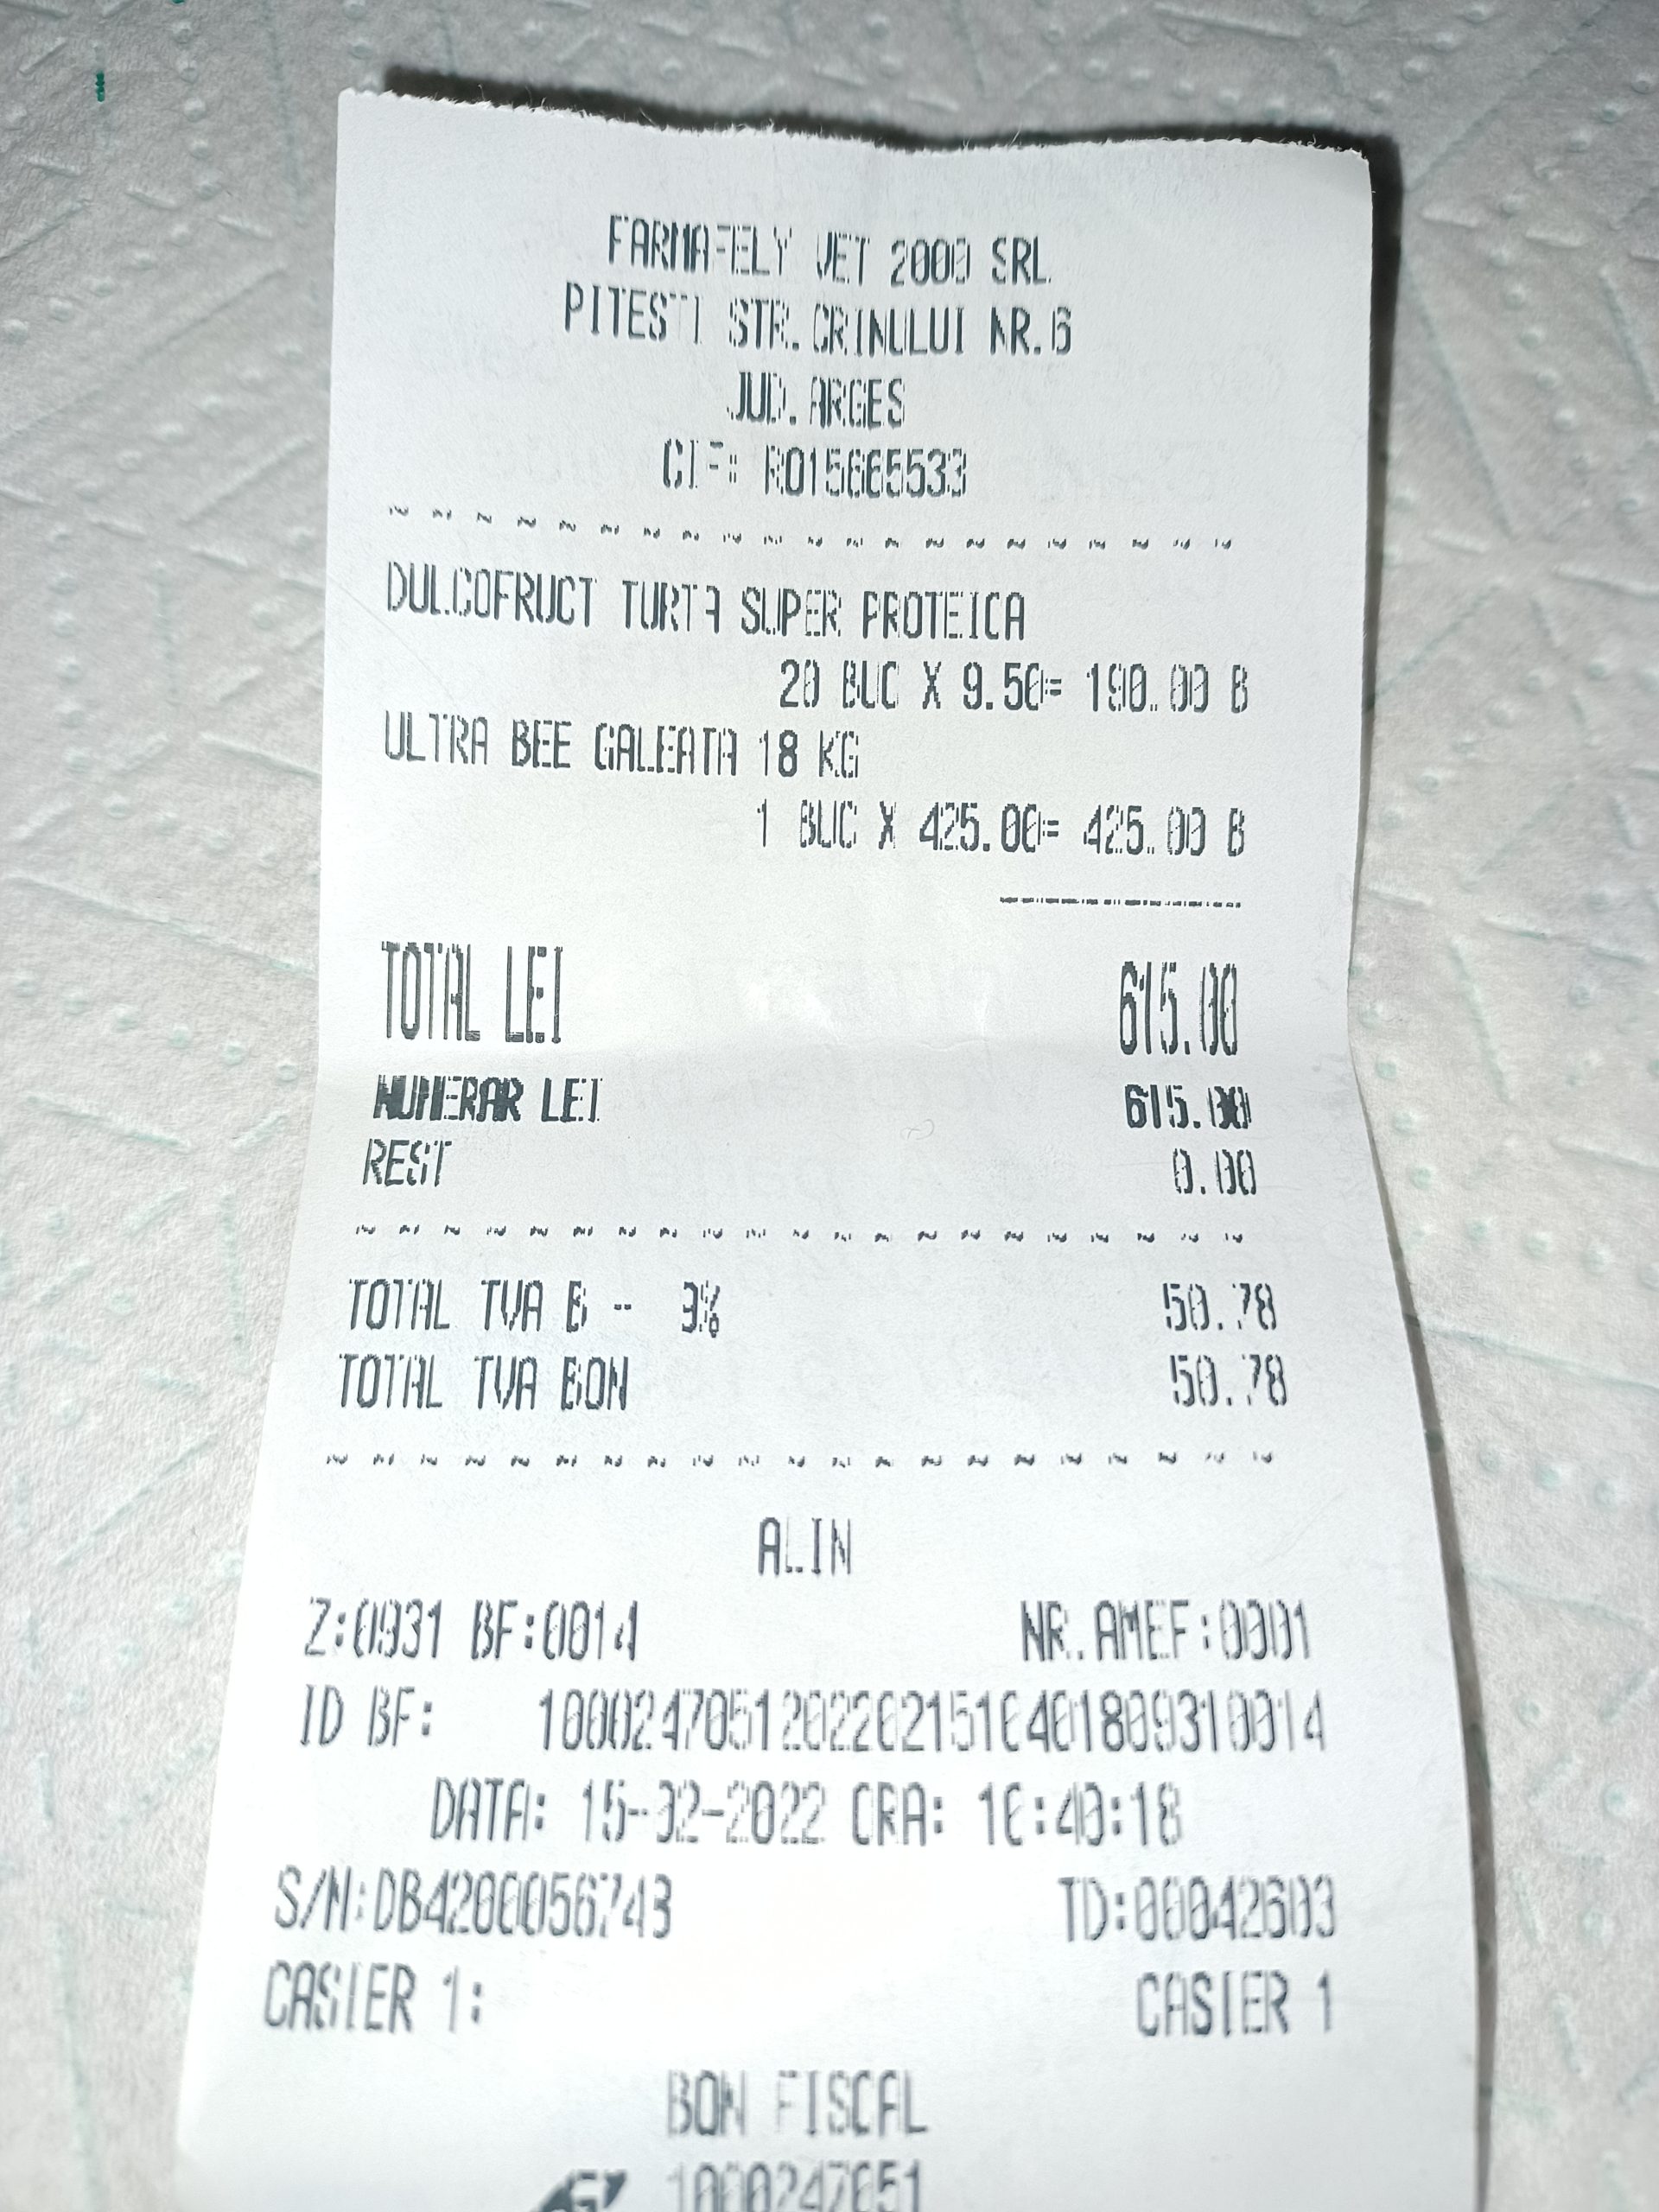 FARMAFELY VET 2000 SRL
PITESTI STR.CRINULUI NR.6
JUD.ARGES
CIF: RO15665533
DULCOFRUCT TURTA SUPER PROTEICA
20 BUC X 9.50= 190.00 B
ULTRA BEE GALEATA 18 KG
1 BUC X 425.00= 425.00 B
TOTAL LEI 615.00
NUMERAR LEI 615.00
REST 0.00
TOTAL TVA B - 9% 50.78
TOTAL TVA BON 50.78
ALIN
Z:0931 BF:0014 NR.AMEF:0001
ID BF: 10002470512022021516401809310014
DATA: 15-02-2022 ORA: 16:40:18
S/N:DB4200056743 TD:00042603
CASIER 1: CASIER 1
BON FISCAL
1000247051